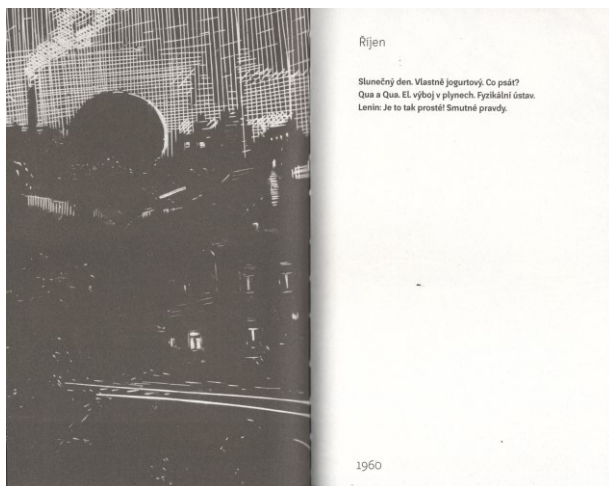 Říjen
Slunečný den. Vlastně jogurtový. Co psát?
Qua a Qua. El. výboj v plynech. Fyzikální ústav.
Lenin: Je to tak prosté! Smutné pravdy.
1960